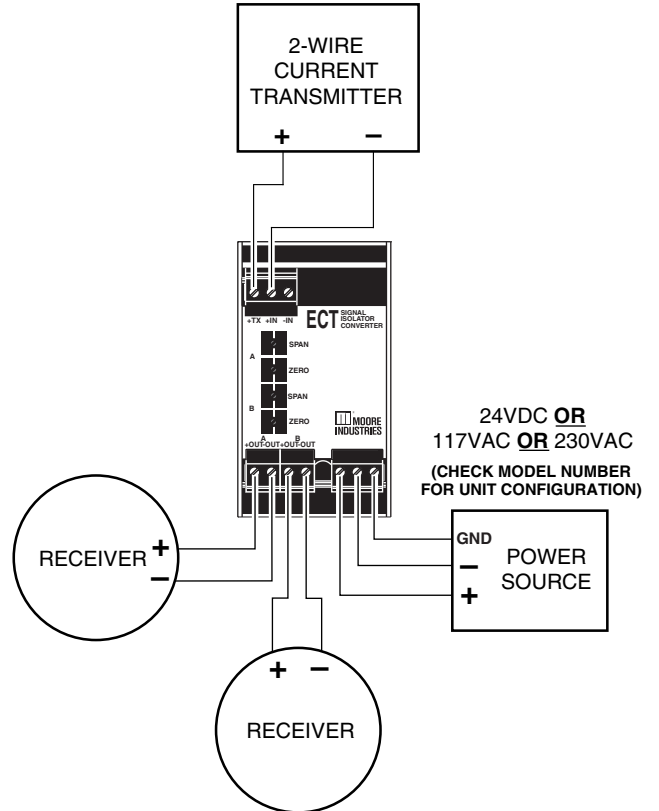 2-WIRE
CURRENT
TRANSMITTER
+ −
+TX +IN -IN
ECT SIGNAL
ISOLATOR
CONVERTER
SPAN
A
ZERO
SPAN
B
ZERO
MOORE
INDUSTRIES
A B
+OUT-OUT+OUT-OUT
24VDC OR
117VAC OR 230VAC
(CHECK MODEL NUMBER
FOR UNIT CONFIGURATION)
GND
−
+
POWER
SOURCE
RECEIVER
+
−
+ −
RECEIVER